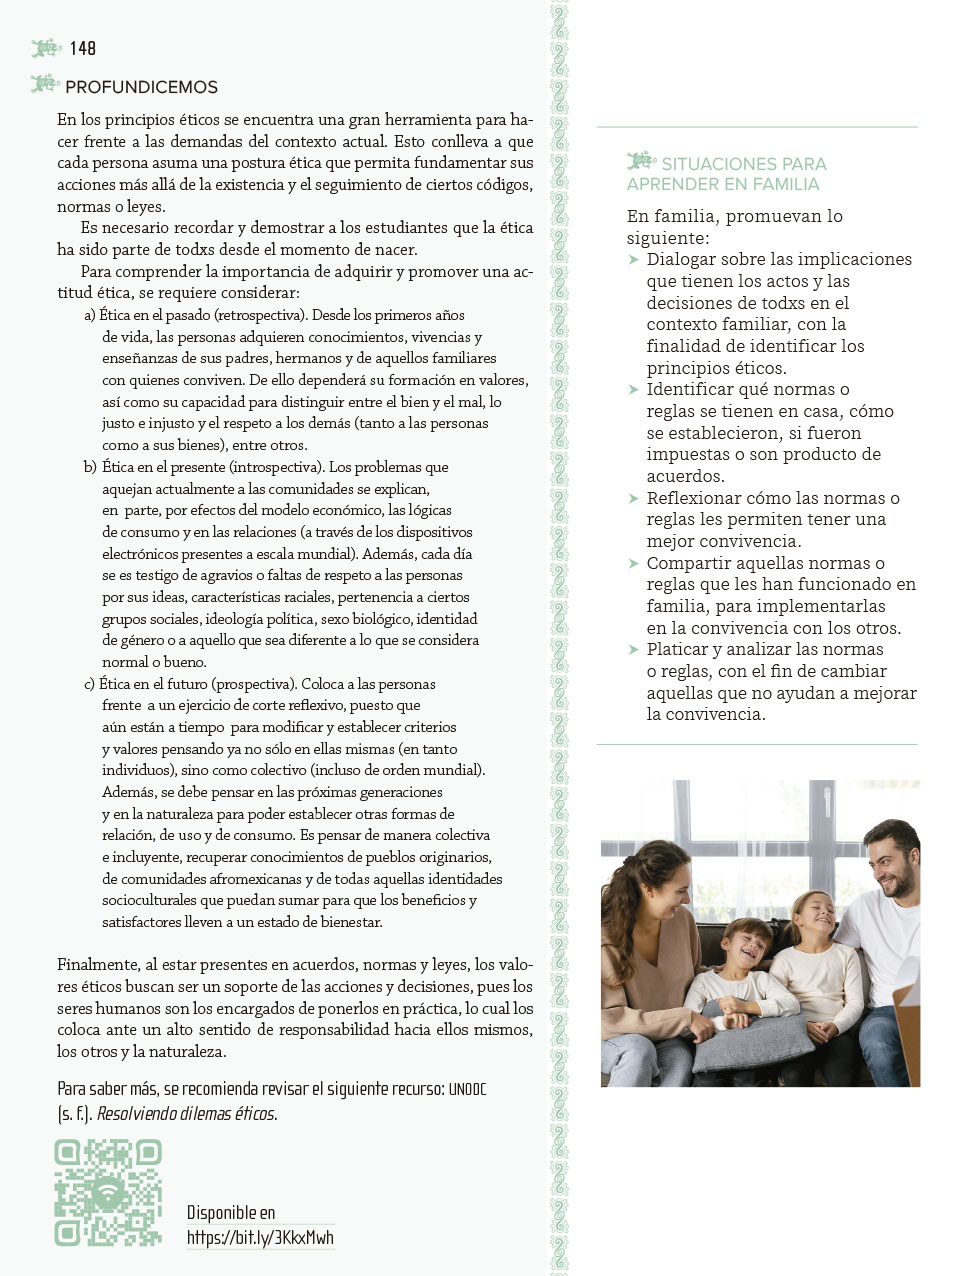 148
PROFUNDICEMOS
En los principios éticos se encuentra una gran herramienta para ha-
cer frente a las demandas del contexto actual. Esto conlleva a que
cada persona asuma una postura ética que permita fundamentar sus
acciones más allá de la existencia y el seguimiento de ciertos códigos,
normas o leyes.
Es necesario recordar y demostrar a los estudiantes que la ética
ha sido parte de todxs desde el momento de nacer.
Para comprender la importancia de adquirir y promover una ac-
titud ética, se requiere considerar:
a) Ética en el pasado (retrospectiva). Desde los primeros años
de vida, las personas adquieren conocimientos, vivencias y
enseñanzas de sus padres, hermanos y de aquellos familiares
con quienes conviven. De ello dependerá su formación en valores,
así como su capacidad para distinguir entre el bien y el mal, lo
justo e injusto y el respeto a los demás (tanto a las personas
como a sus bienes), entre otros.
b) Ética en el presente (introspectiva). Los problemas que
aquejan actualmente a las comunidades se explican,
en parte, por efectos del modelo económico, las lógicas
de consumo y en las relaciones (a través de los dispositivos
electrónicos presentes a escala mundial). Además, cada día
se es testigo de agravios o faltas de respeto a las personas
por sus ideas, características raciales, pertenencia a ciertos
grupos sociales, ideología política, sexo biológico, identidad
de género o a aquello que sea diferente a lo que se considera
normal o bueno.
c) Ética en el futuro (prospectiva). Coloca a las personas
frente a un ejercicio de corte reflexivo, puesto que
aún están a tiempo para modificar y establecer criterios
y valores pensando ya no sólo en ellas mismas (en tanto
individuos), sino como colectivo (incluso de orden mundial).
Además, se debe pensar en las próximas generaciones
y en la naturaleza para poder establecer otras formas de
relación, de uso y de consumo. Es pensar de manera colectiva
e incluyente, recuperar conocimientos de pueblos originarios,
de comunidades afromexicanas y de todas aquellas identidades
socioculturales que puedan sumar para que los beneficios y
satisfactores lleven a un estado de bienestar.
Finalmente, al estar presentes en acuerdos, normas y leyes, los valo-
res éticos buscan ser un soporte de las acciones y decisiones, pues los
seres humanos son los encargados de ponerlos en práctica, lo cual los
coloca ante un alto sentido de responsabilidad hacia ellos mismos,
los otros y la naturaleza.
Para saber más, se recomienda revisar el siguiente recurso: UNODC
(s. f.). Resolviendo dilemas éticos.
Disponible en
https://bit.ly/3KkxMwh
SITUACIONES PARA
APRENDER EN FAMILIA
En familia, promuevan lo
siguiente:
➤ Dialogar sobre las implicaciones
que tienen los actos y las
decisiones de todxs en el
contexto familiar, con la
finalidad de identificar los
principios éticos.
➤ Identificar qué normas o
reglas se tienen en casa, cómo
se establecieron, si fueron
impuestas o son producto de
acuerdos.
➤ Reflexionar cómo las normas o
reglas les permiten tener una
mejor convivencia.
➤ Compartir aquellas normas o
reglas que les han funcionado en
familia, para implementarlas
en la convivencia con los otros.
➤ Platicar y analizar las normas
o reglas, con el fin de cambiar
aquellas que no ayudan a mejorar
la convivencia.